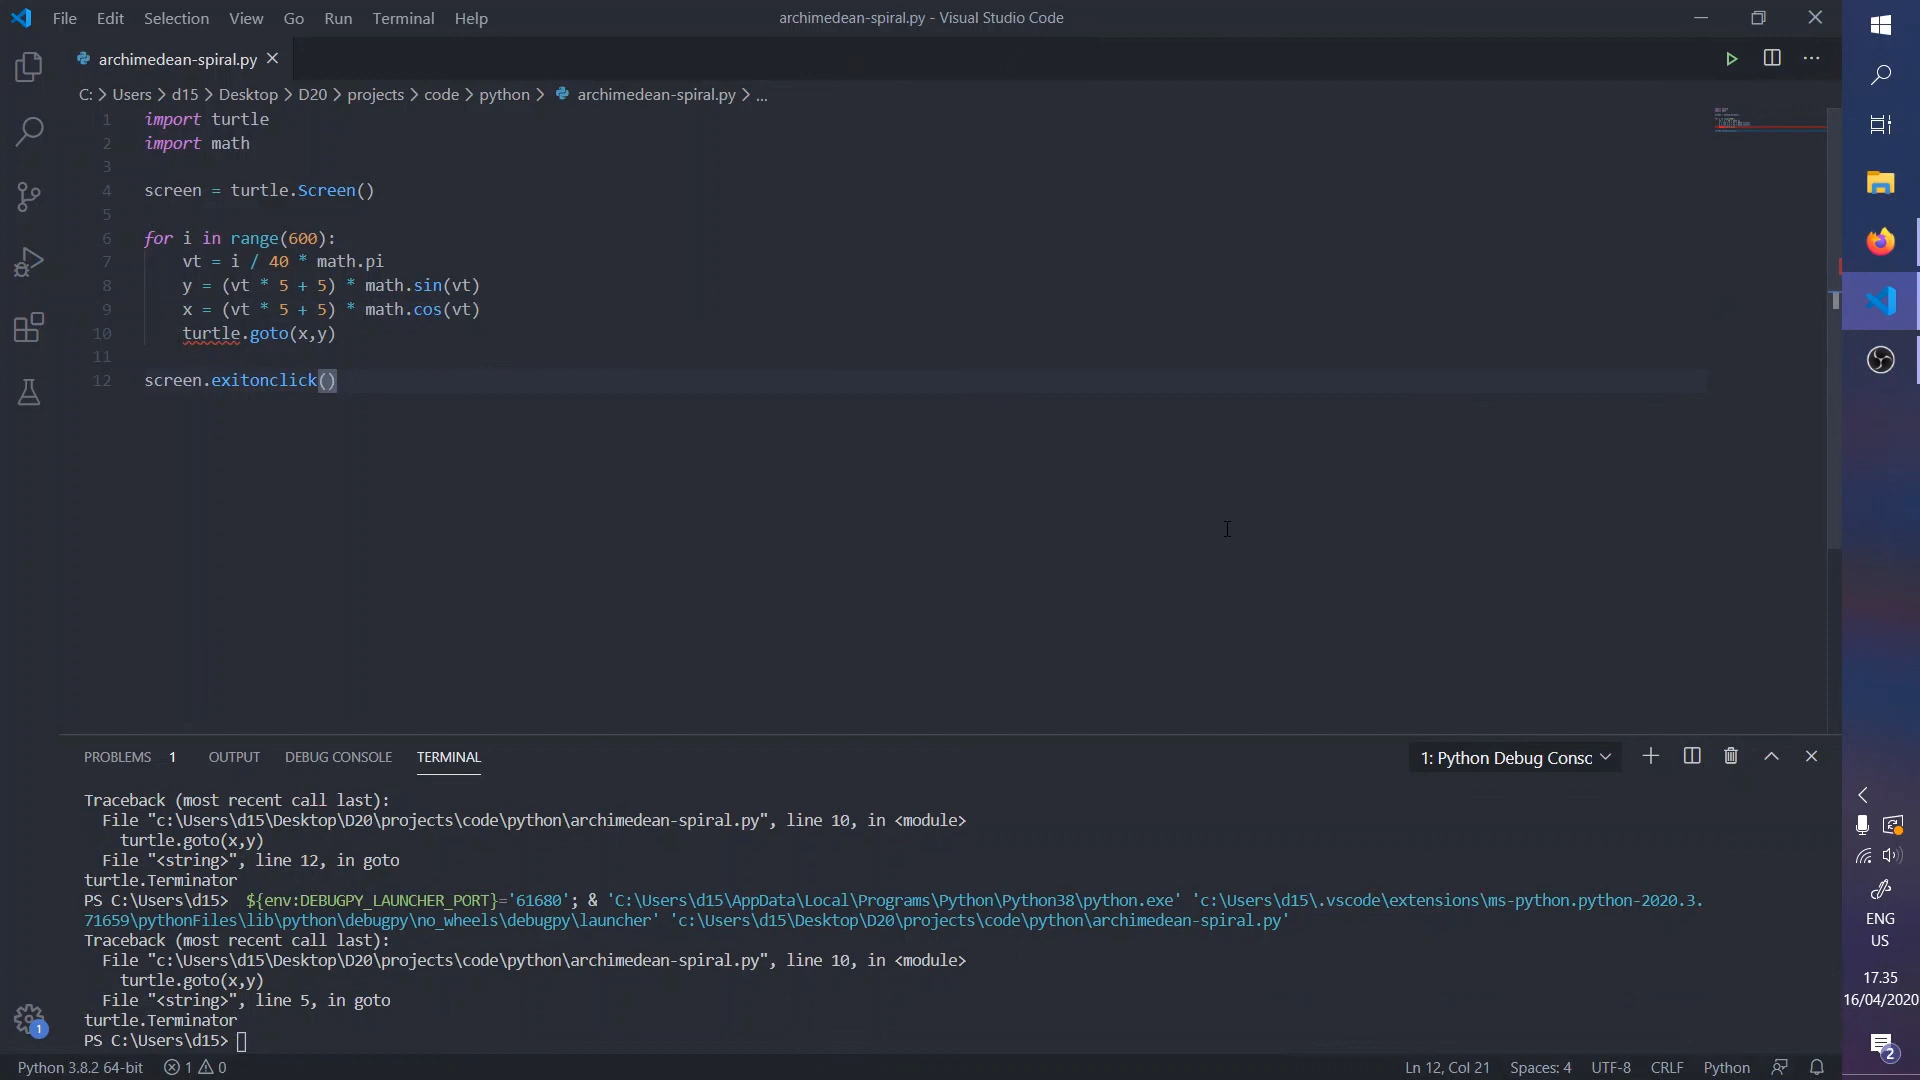 File Edit Selection View Go Run Terminal Help
archimedean-spiral.py - Visual Studio Code
archimedean-spiral.py
C: > Users > d15 > Desktop > D20 > projects > code > python > archimedean-spiral.py > ...
1 import turtle
2 import math
3
4 screen = turtle.Screen()
5
6 for i in range(600):
7 vt = i / 40 * math.pi
8 y = (vt * 5 + 5) * math.sin(vt)
9 x = (vt * 5 + 5) * math.cos(vt)
10 turtle.goto(x,y)
11
12 screen.exitonclick()
PROBLEMS 1 OUTPUT DEBUG CONSOLE TERMINAL
1: Python Debug Consc
Traceback (most recent call last):
File "c:\Users\d15\Desktop\D20\projects\code\python\archimedean-spiral.py", line 10, in <module>
turtle.goto(x,y)
File "<string>", line 12, in goto
turtle.Terminator
PS C:\Users\d15> ${env:DEBUGPY_LAUNCHER_PORT}='61680'; & 'C:\Users\d15\AppData\Local\Programs\Python\Python38\python.exe' 'c:\Users\d15\.vscode\extensions\ms-python.python-2020.3.
71659\pythonFiles\lib\python\debugpy\no_wheels\debugpy\launcher' 'c:\Users\d15\Desktop\D20\projects\code\python\archimedean-spiral.py'
Traceback (most recent call last):
File "c:\Users\d15\Desktop\D20\projects\code\python\archimedean-spiral.py", line 10, in <module>
turtle.goto(x,y)
File "<string>", line 5, in goto
turtle.Terminator
PS C:\Users\d15>
1
Python 3.8.2 64-bit 1 0
Ln 12, Col 21 Spaces: 4 UTF-8 CRLF Python
ENG
US
17.35
16/04/2020
2